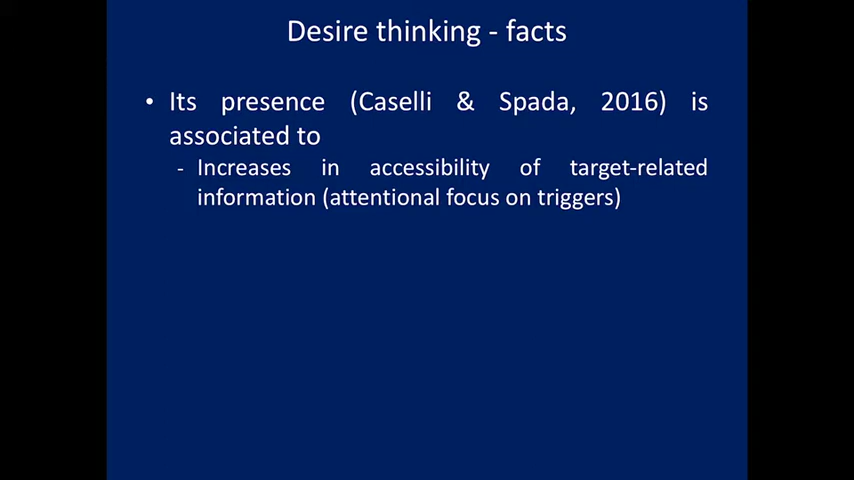 Desire thinking - facts
• Its presence (Caselli & Spada, 2016) is
associated to
- Increases in accessibility of target-related
information (attentional focus on triggers)